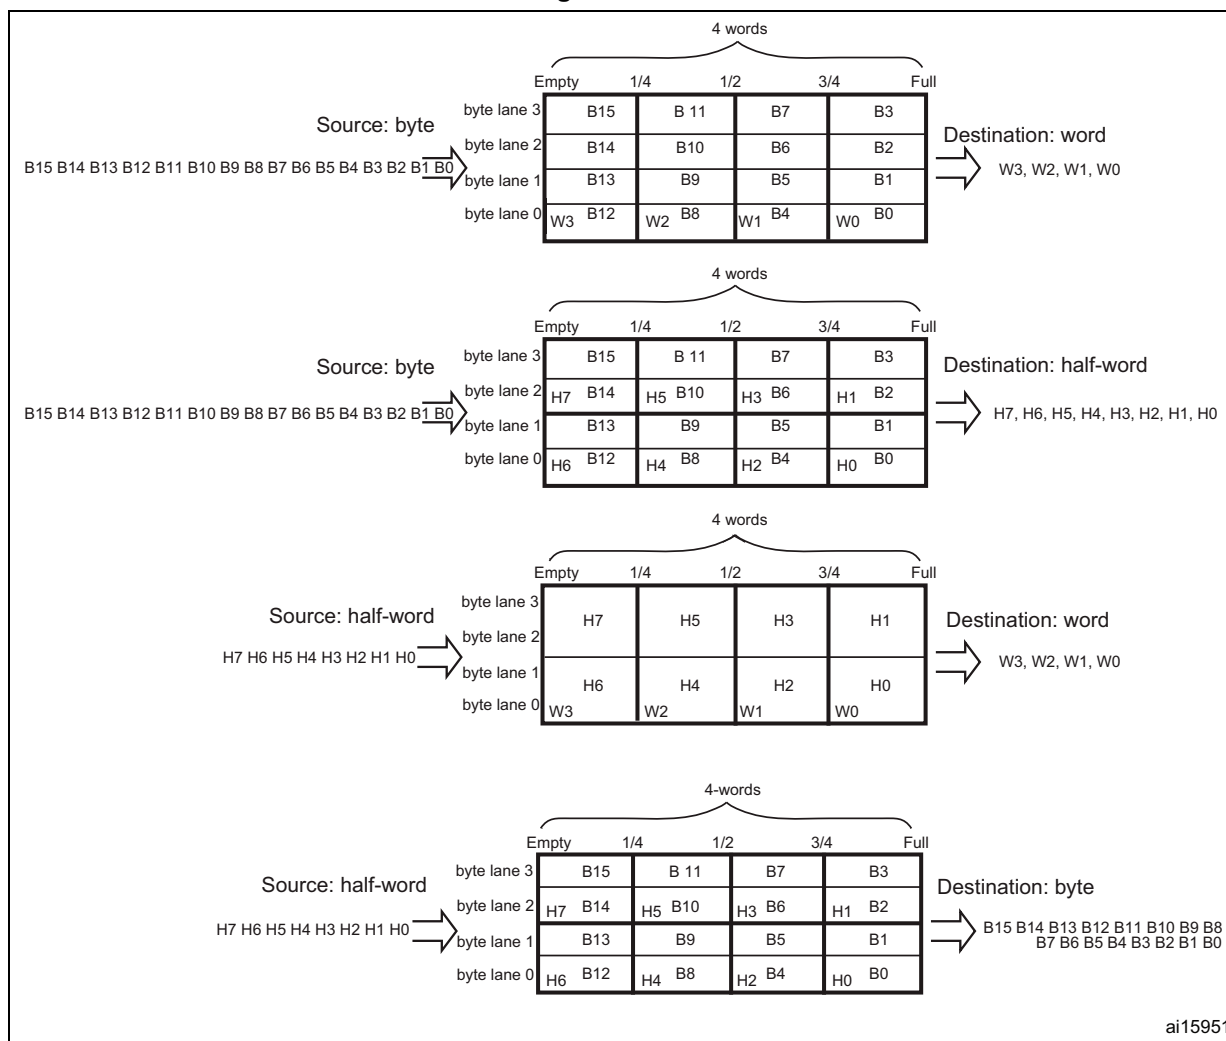 4 words
Empty 1/4 1/2 3/4 Full
byte lane 3 B15 B 11 B7 B3
Source: byte
Destination: word
byte lane 2 B14 B10 B6 B2
B15 B14 B13 B12 B11 B10 B9 B8 B7 B6 B5 B4 B3 B2 B1 B0
W3, W2, W1, W0
byte lane 1 B13 B9 B5 B1
byte lane 0 W3 B12 W2 B8 W1 B4 W0 B0
4 words
Empty 1/4 1/2 3/4 Full
byte lane 3 B15 B 11 B7 B3
Source: byte
Destination: half-word
byte lane 2 H7 B14 H5 B10 H3 B6 H1 B2
B15 B14 B13 B12 B11 B10 B9 B8 B7 B6 B5 B4 B3 B2 B1 B0
H7, H6, H5, H4, H3, H2, H1, H0
byte lane 1 B13 B9 B5 B1
byte lane 0 H6 B12 H4 B8 H2 B4 H0 B0
4 words
Empty 1/4 1/2 3/4 Full
byte lane 3
Source: half-word
H7 H5 H3 H1
Destination: word
byte lane 2
H7 H6 H5 H4 H3 H2 H1 H0
W3, W2, W1, W0
byte lane 1
H6 H4 H2 H0
byte lane 0 W3 W2 W1 W0
4-words
Empty 1/4 1/2 3/4 Full
byte lane 3 B15 B 11 B7 B3
Source: half-word
Destination: byte
byte lane 2 H7 B14 H5 B10 H3 B6 H1 B2
H7 H6 H5 H4 H3 H2 H1 H0
B15 B14 B13 B12 B11 B10 B9 B8
B7 B6 B5 B4 B3 B2 B1 B0
byte lane 1 B13 B9 B5 B1
byte lane 0 H6 B12 H4 B8 H2 B4 H0 B0
ai15951